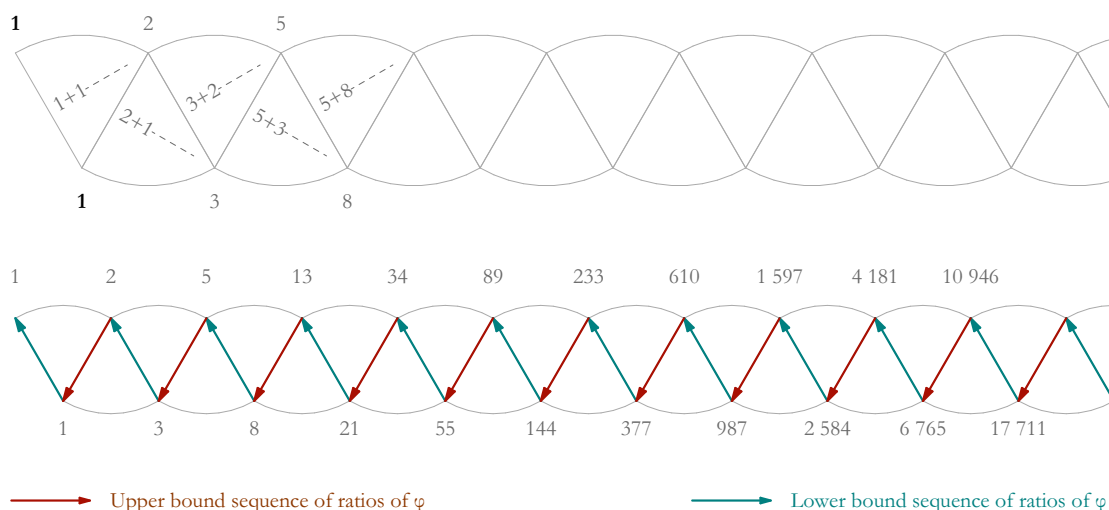 1 2 5
1+1 3+2 5+8
2+1 5+3
1 3 8
1 2 5 13 34 89 233 610 1 597 4 181 10 946
1 3 8 21 55 144 377 987 2 584 6 765 17 711
Upper bound sequence of ratios of φ Lower bound sequence of ratios of φ